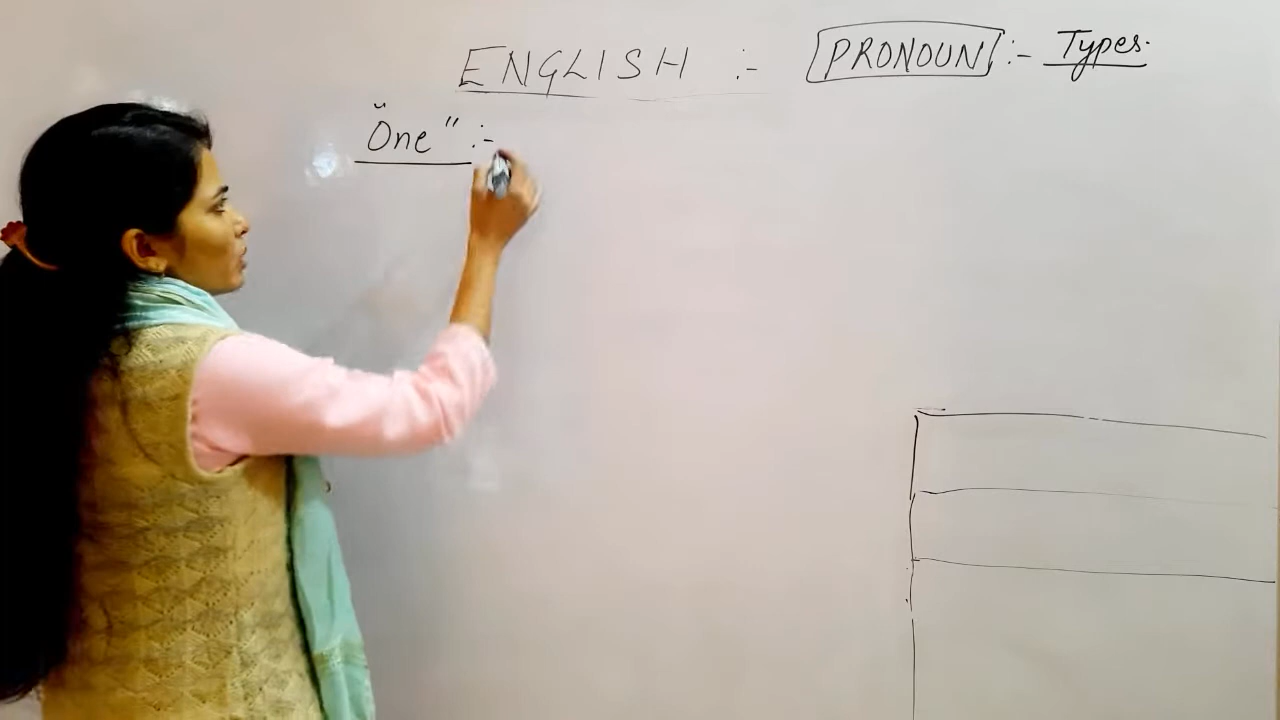 ENGLISH :- PRONOUN :- Types.
"One" :-